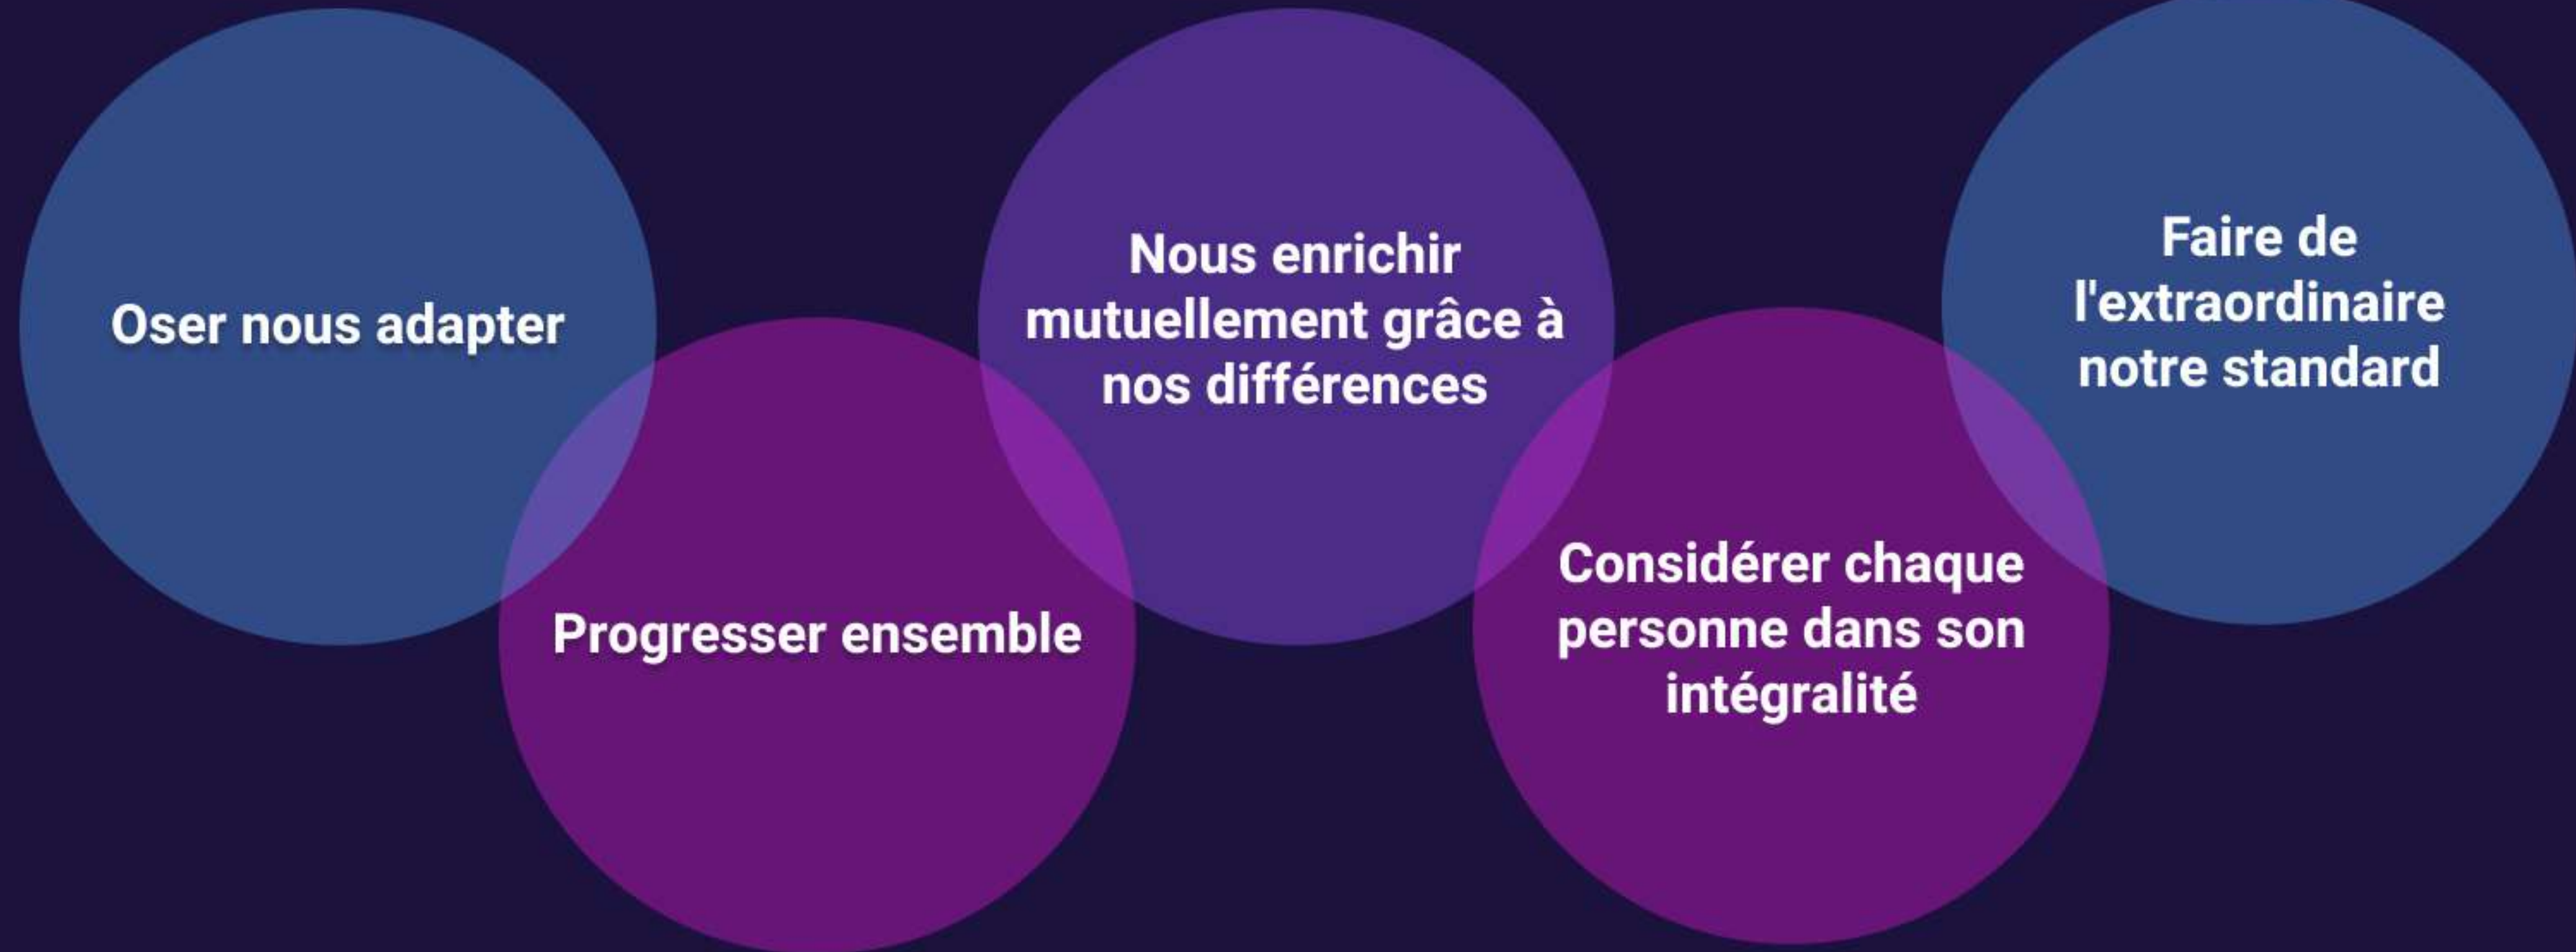 Oser nous adapter
Progresser ensemble
Nous enrichir
mutuellement grâce à
nos différences
Considérer chaque
personne dans son
intégralité
Faire de
l'extraordinaire
notre standard